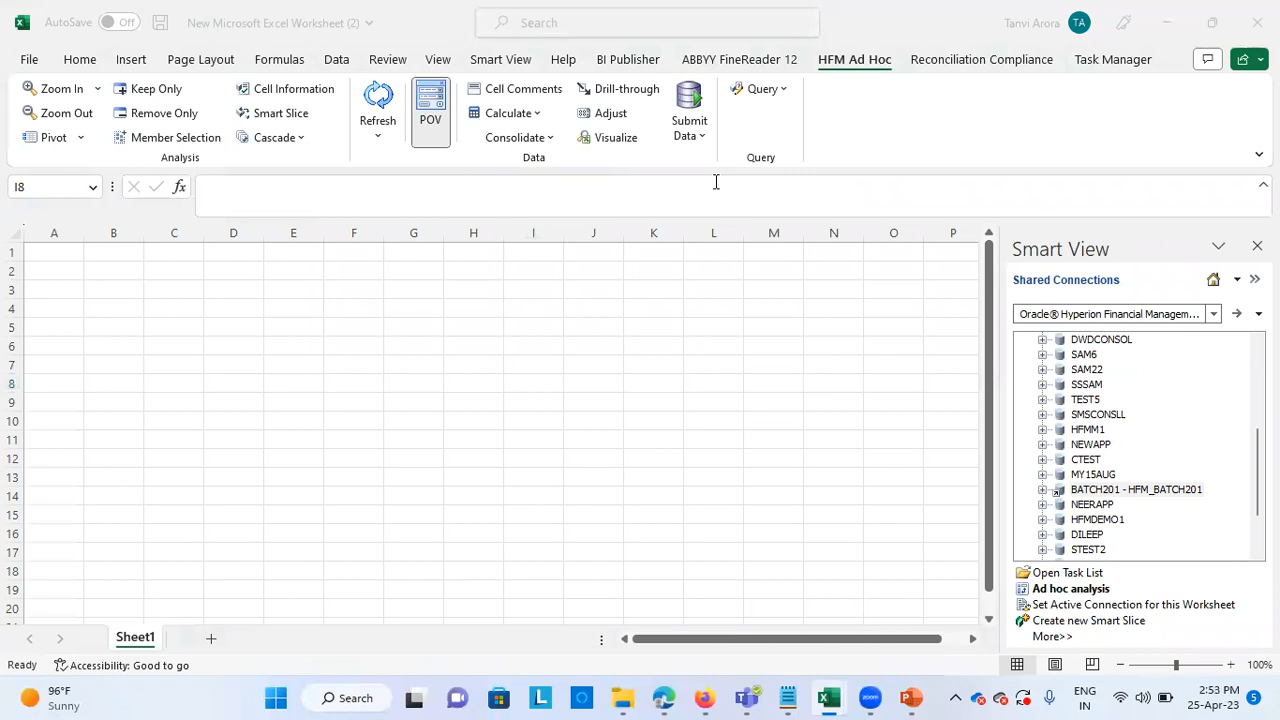 AutoSave Off New Microsoft Excel Worksheet (2) Search Tanvi Arora TA
File Home Insert Page Layout Formulas Data Review View Smart View Help BI Publisher ABBYY FineReader 12 HFM Ad Hoc Reconciliation Compliance Task Manager
Zoom In Keep Only Cell Information Cell Comments Drill-through Query
Zoom Out Remove Only Smart Slice Refresh POV Calculate Adjust Submit Data
Pivot Member Selection Cascade Consolidate Visualize
Analysis Data Query
I8 fx
A B C D E F G H I J K L M N O P
1
2
3
4
5
6
7
8
9
10
11
12
13
14
15
16
17
18
19
20
Smart View
Shared Connections
Oracle® Hyperion Financial Managem...
DWDCONSOL
SAM6
SAM22
SSSAM
TEST5
SMSCONSLL
HFMM1
NEWAPP
CTEST
MY15AUG
BATCH201 - HFM_BATCH201
NEERAPP
HFMDEMO1
DILEEP
STEST2
Open Task List
Ad hoc analysis
Set Active Connection for this Worksheet
Create new Smart Slice
More>>
Sheet1
Ready Accessibility: Good to go 100%
96°F
Sunny
Search
ENG
IN
2:53 PM
25-Apr-23
5